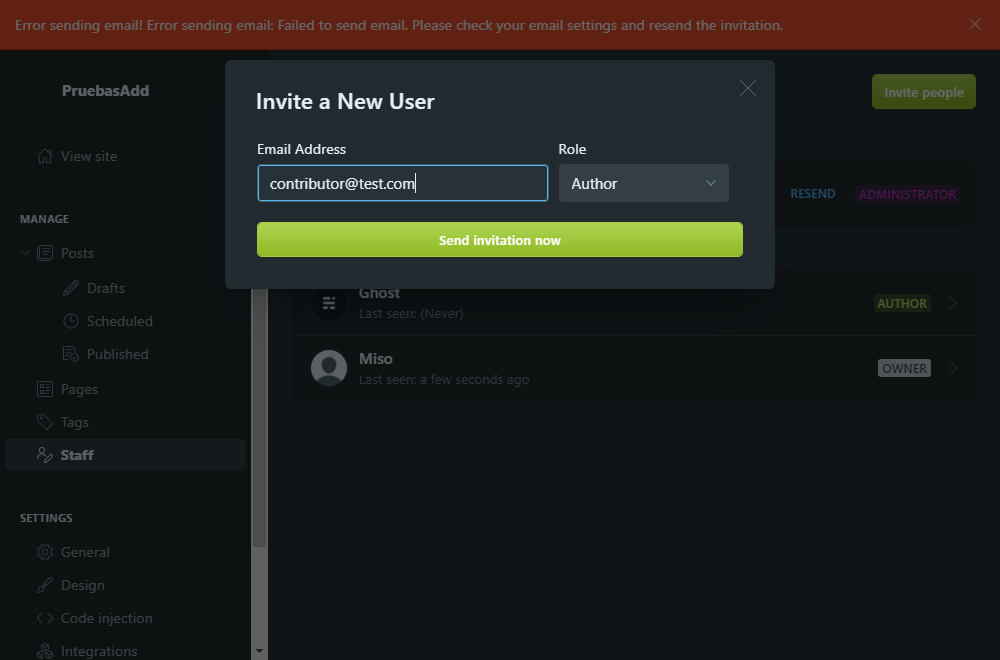 Error sending email! Error sending email: Failed to send email. Please check your email settings and resend the invitation.
PruebasAdd
Invite people
Invite a New User
Email Address
Role
contributor@test.com
Author
Send invitation now
View site
RESEND
ADMINISTRATOR
MANAGE
Posts
Drafts
Scheduled
Published
Pages
Tags
Staff
Ghost
Last seen: (Never)
AUTHOR
Miso
Last seen: a few seconds ago
OWNER
SETTINGS
General
Design
Code injection
Integrations